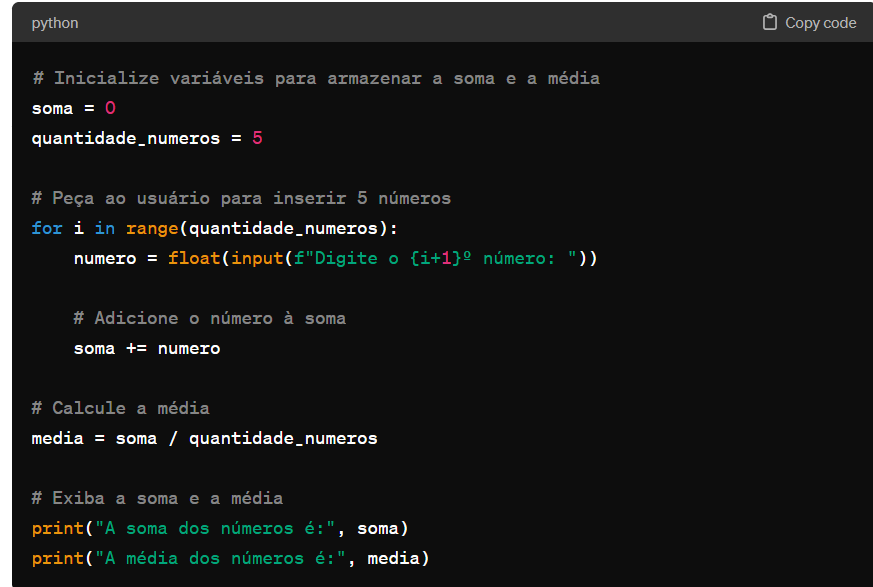 python
Copy code
# Inicialize variáveis para armazenar a soma e a média
soma = 0
quantidade_numeros = 5
# Peça ao usuário para inserir 5 números
for i in range(quantidade_numeros):
    numero = float(input(f"Digite o {i+1}º número: "))
    # Adicione o número à soma
    soma += numero
# Calcule a média
media = soma / quantidade_numeros
# Exiba a soma e a média
print("A soma dos números é:", soma)
print("A média dos números é:", media)